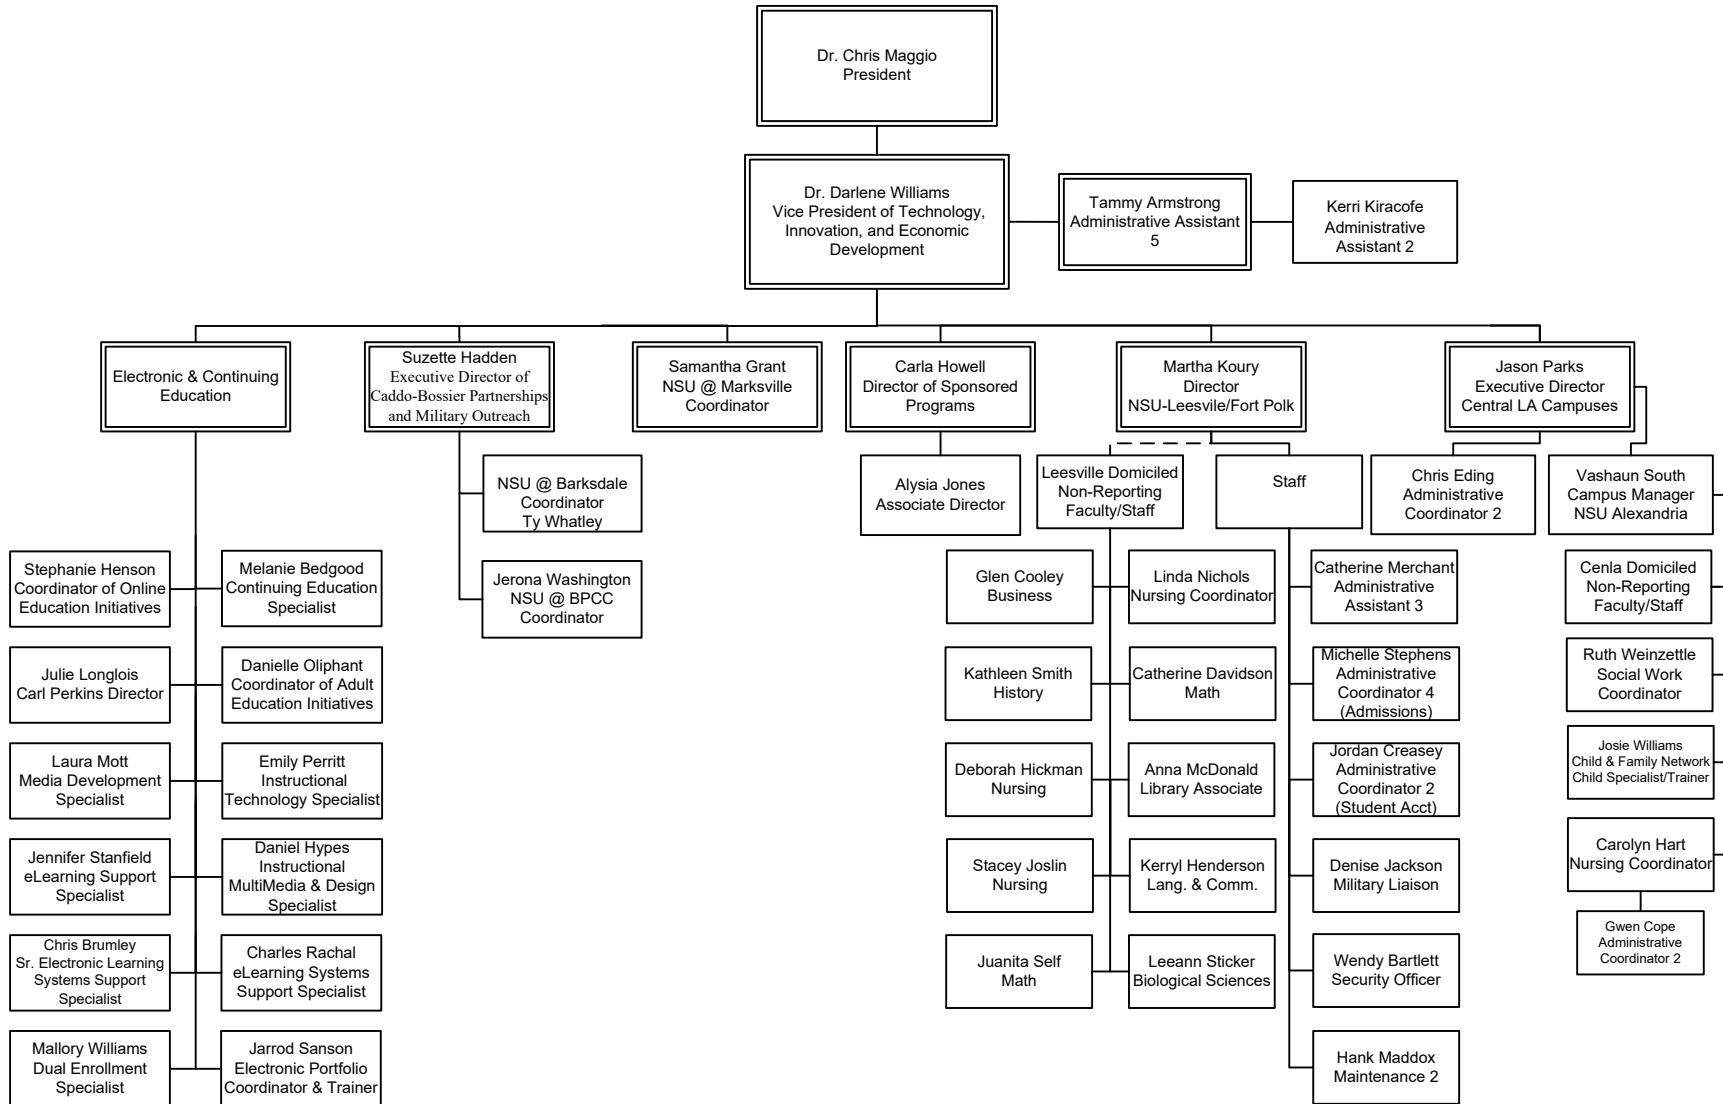 Dr. Chris Maggio
President
Dr. Darlene Williams
Vice President of Technology,
Innovation, and Economic
Development
Tammy Armstrong
Administrative Assistant
5
Kerri Kiracofe
Administrative
Assistant 2
Electronic & Continuing
Education
Suzette Hadden
Executive Director of
Caddo-Bossier Partnerships
and Military Outreach
Samantha Grant
NSU @ Marksville
Coordinator
Carla Howell
Director of Sponsored
Programs
Martha Koury
Director
NSU-Leesvile/Fort Polk
Jason Parks
Executive Director
Central LA Campuses
NSU @ Barksdale
Coordinator
Ty Whatley
Jerona Washington
NSU @ BPCC
Coordinator
Alysia Jones
Associate Director
Leesville Domiciled
Non-Reporting
Faculty/Staff
Staff
Chris Eding
Administrative
Coordinator 2
Vashaun South
Campus Manager
NSU Alexandria
Stephanie Henson
Coordinator of Online
Education Initiatives
Melanie Bedgood
Continuing Education
Specialist
Julie Longlois
Carl Perkins Director
Danielle Oliphant
Coordinator of Adult
Education Initiatives
Laura Mott
Media Development
Specialist
Emily Perritt
Instructional
Technology Specialist
Jennifer Stanfield
eLearning Support
Specialist
Daniel Hypes
Instructional
MultiMedia & Design
Specialist
Chris Brumley
Sr. Electronic Learning
Systems Support
Specialist
Charles Rachal
eLearning Systems
Support Specialist
Mallory Williams
Dual Enrollment
Specialist
Jarrod Sanson
Electronic Portfolio
Coordinator & Trainer
Glen Cooley
Business
Linda Nichols
Nursing Coordinator
Kathleen Smith
History
Catherine Davidson
Math
Deborah Hickman
Nursing
Anna McDonald
Library Associate
Stacey Joslin
Nursing
Kerryl Henderson
Lang. & Comm.
Juanita Self
Math
Leeann Sticker
Biological Sciences
Catherine Merchant
Administrative
Assistant 3
Michelle Stephens
Administrative
Coordinator 4
(Admissions)
Jordan Creasey
Administrative
Coordinator 2
(Student Acct)
Denise Jackson
Military Liaison
Wendy Bartlett
Security Officer
Hank Maddox
Maintenance 2
Cenla Domiciled
Non-Reporting
Faculty/Staff
Ruth Weinzettle
Social Work
Coordinator
Josie Williams
Child & Family Network
Child Specialist/Trainer
Carolyn Hart
Nursing Coordinator
Gwen Cope
Administrative
Coordinator 2